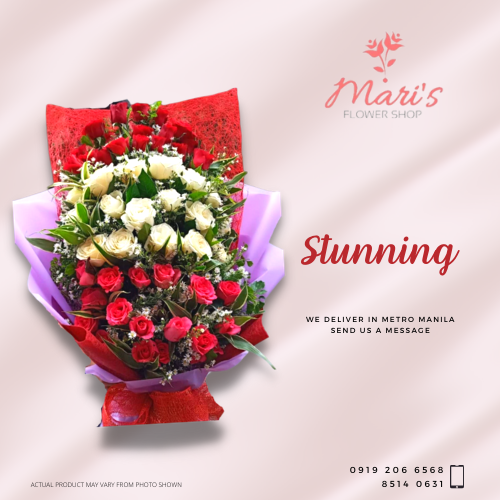 Mari's
FLOWER SHOP
Stunning
WE DELIVER IN METRO MANILA
SEND US A MESSAGE
0919 206 6568
8514 0631
ACTUAL PRODUCT MAY VARY FROM PHOTO SHOWN